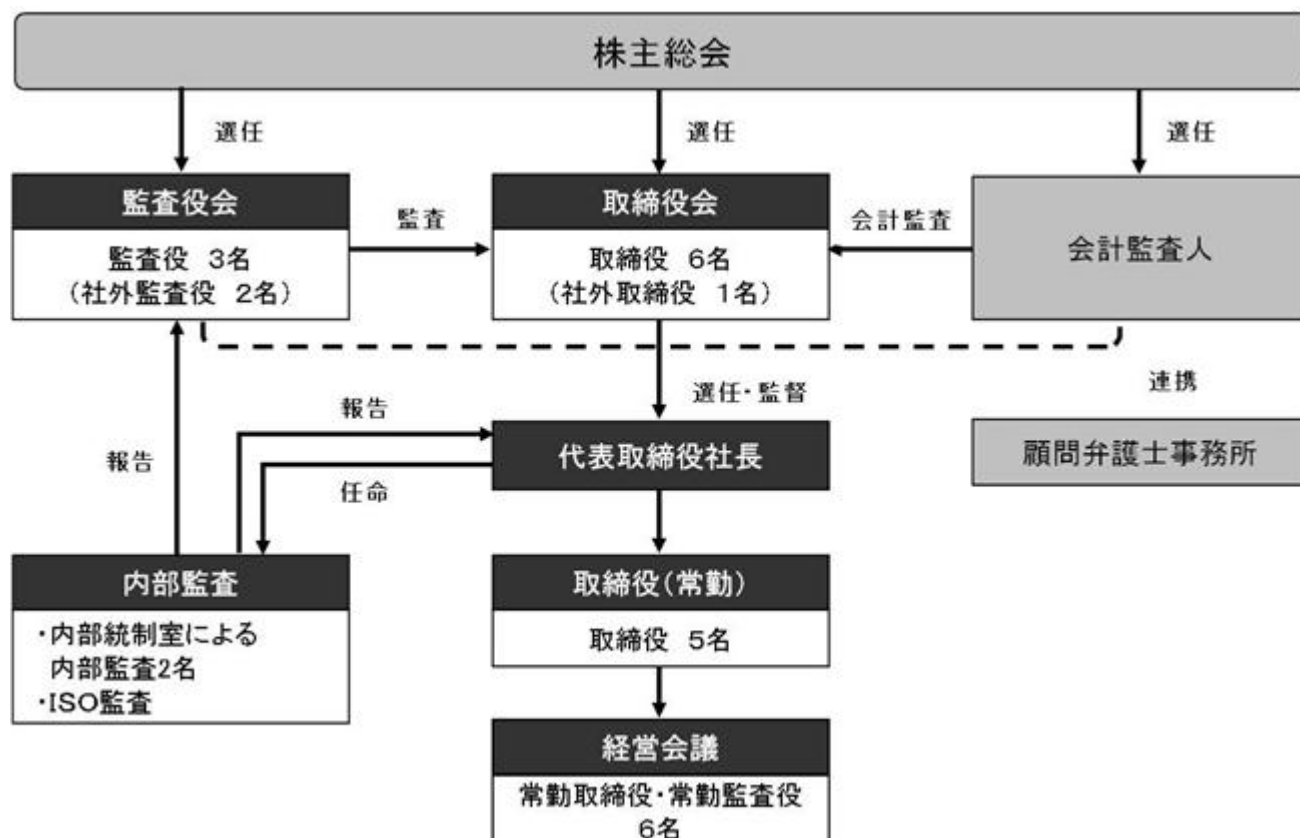 株主総会
選任
選任
選任
監査役会
監査役 3名
(社外監査役 2名)
監査
取締役会
取締役 6名
(社外取締役 1名)
会計監査
会計監査人
選任・監督
連携
報告
報告
任命
代表取締役社長
顧問弁護士事務所
内部監査
・内部統制室による
内部監査2名
・ISO監査
取締役(常勤)
取締役 5名
経営会議
常勤取締役・常勤監査役
6名